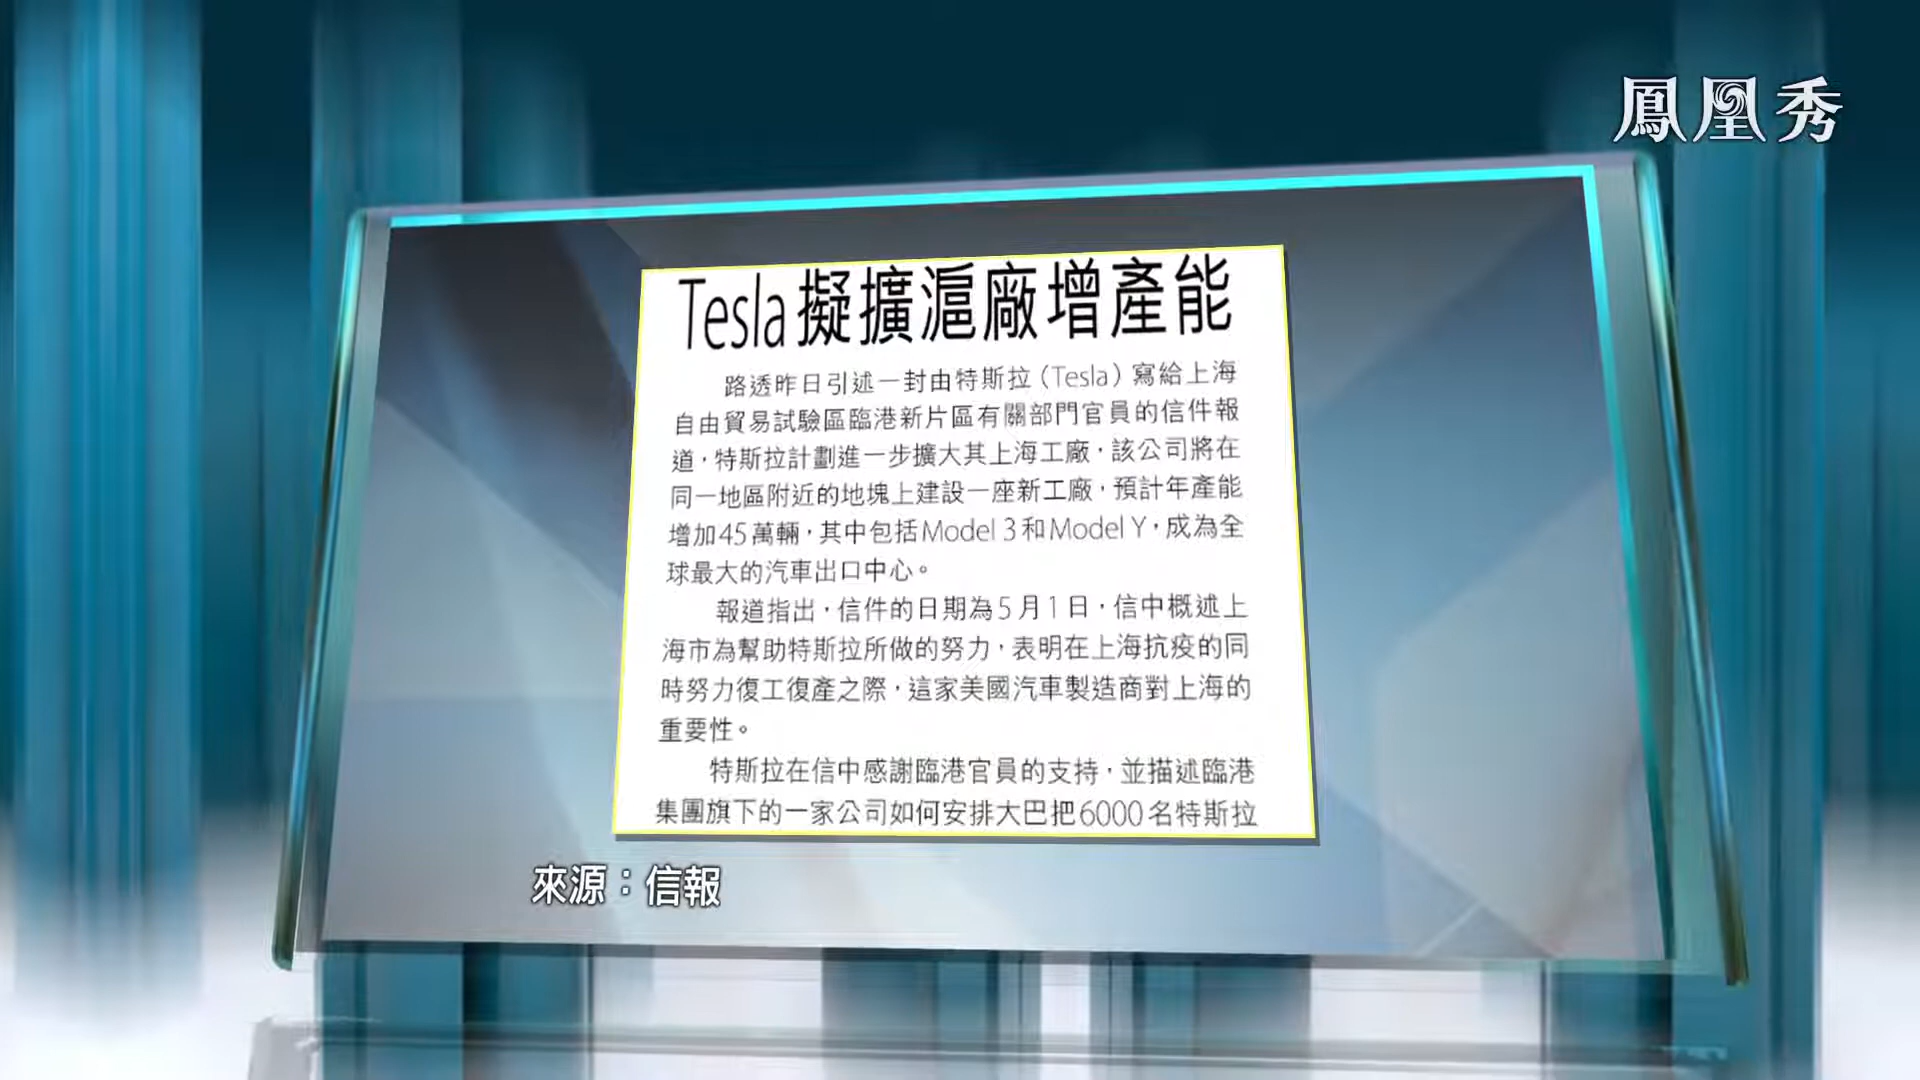 鳳凰秀
Tesla擬擴滬廠增產能
路透昨日引述一封由特斯拉（Tesla）寫給上海
自由貿易試驗區臨港新片區有關部門官員的信件報
道，特斯拉計劃進一步擴大其上海工廠，該公司將在
同一地區附近的地塊上建設一座新工廠，預計年產能
增加45萬輛，其中包括Model 3和Model Y，成為全
球最大的汽車出口中心。
報道指出，信件的日期為5月1日，信中概述上
海市為幫助特斯拉所做的努力，表明在上海抗疫的同
時努力復工復產之際，這家美國汽車製造商對上海的
重要性。
特斯拉在信中感謝臨港官員的支持，並描述臨港
集團旗下的一家公司如何安排大巴把6000名特斯拉
來源：信報